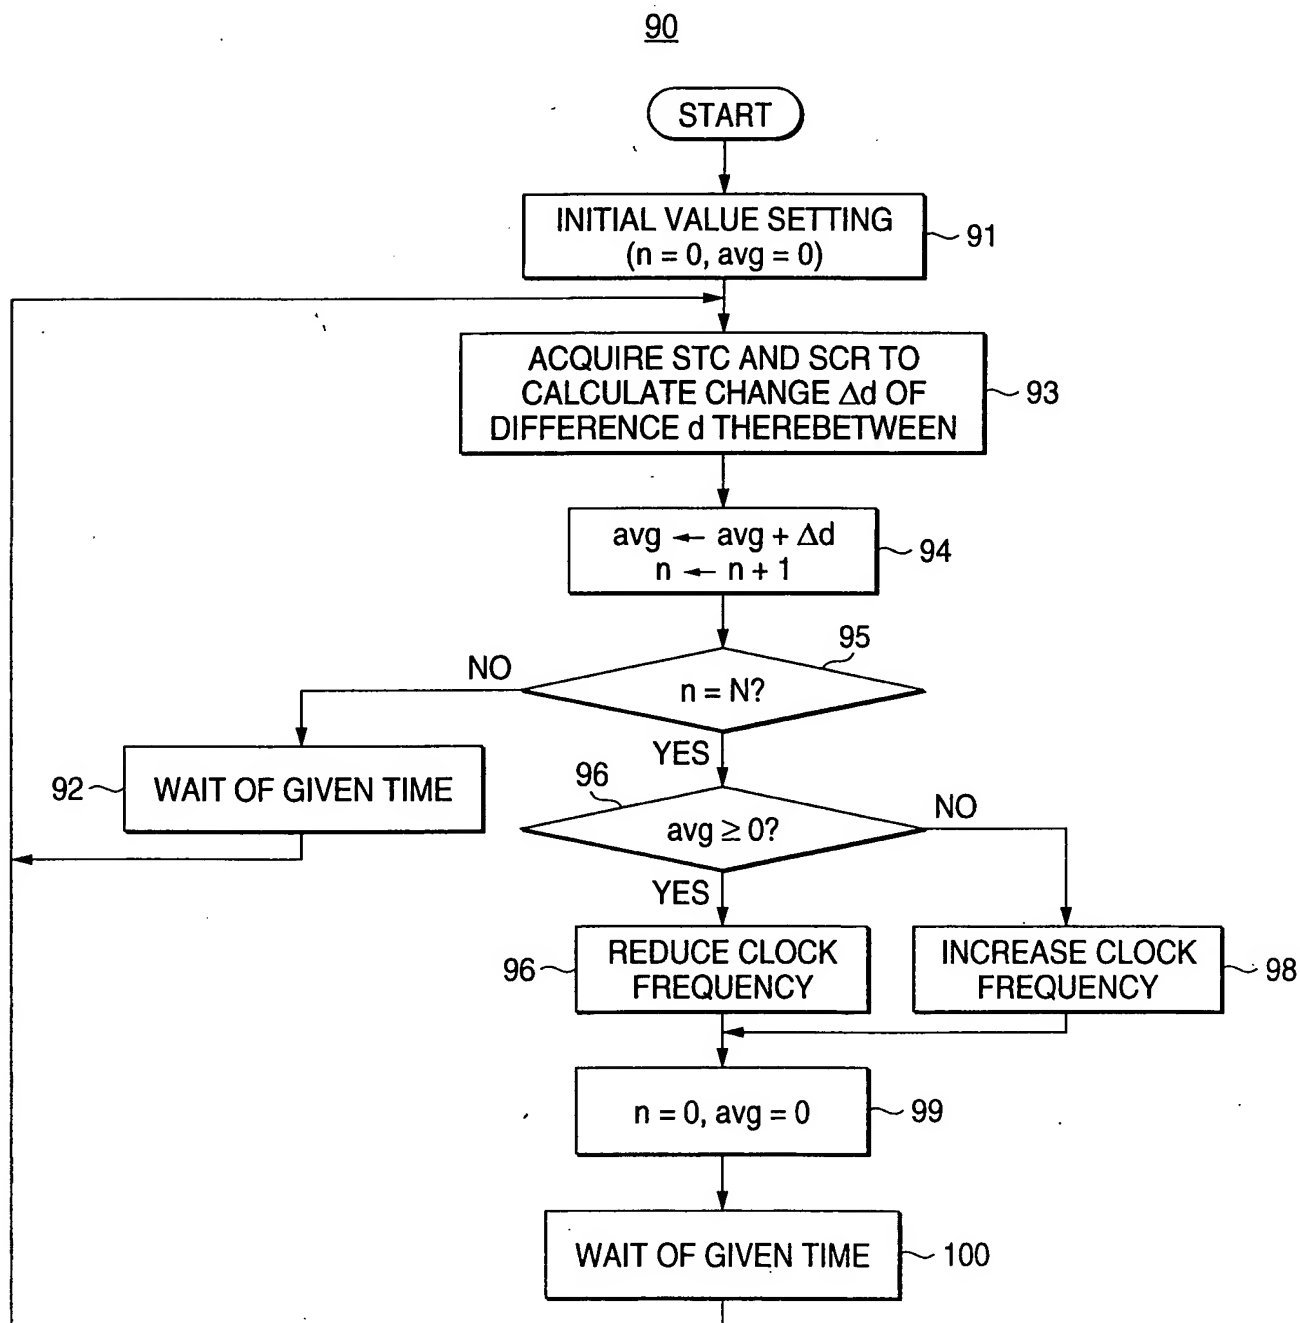 90
START
INITIAL VALUE SETTING
(n = 0, avg = 0)
91
ACQUIRE STC AND SCR TO
CALCULATE CHANGE Δd OF
DIFFERENCE d THEREBETWEEN
93
avg ← avg + Δd
n ← n + 1
94
95
NO
n = N?
YES
92
WAIT OF GIVEN TIME
96
NO
avg ≥ 0?
YES
96
REDUCE CLOCK
FREQUENCY
INCREASE CLOCK
FREQUENCY
98
n = 0, avg = 0
99
WAIT OF GIVEN TIME
100